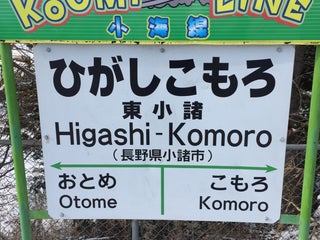 KOUMI LINE
小海線
ひがしこもろ
東小諸
Higashi-Komoro
(長野県小諸市)
おとめ こもろ
Otome Komoro